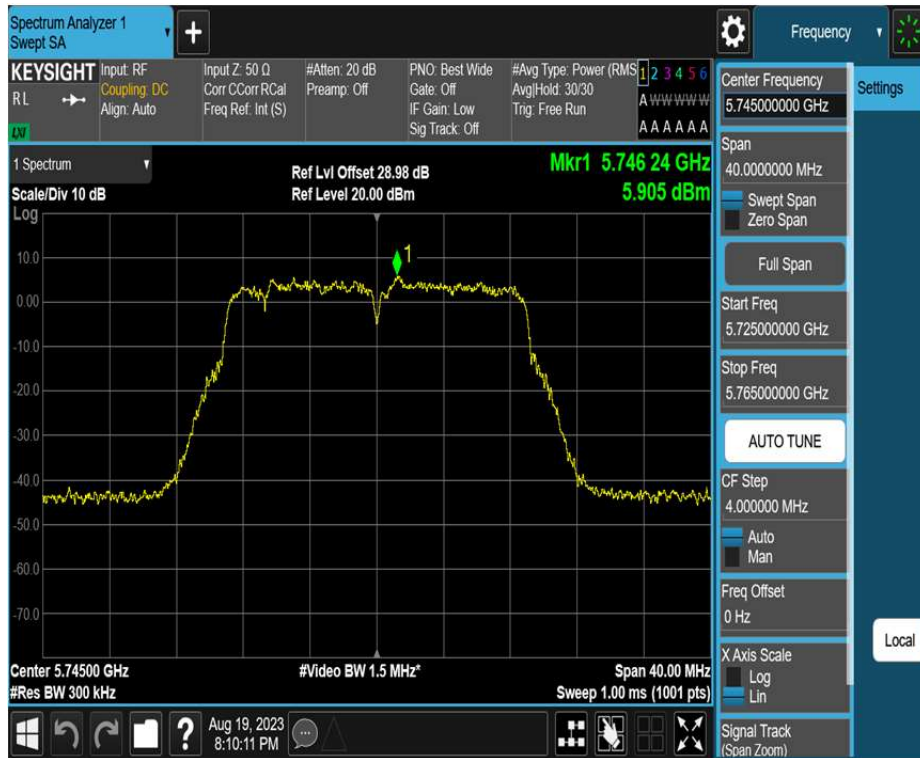 Spectrum Analyzer 1
Swept SA
Frequency
KEYSIGHT
R L
LXI
Input: RF
Coupling: DC
Align: Auto
Input Z: 50 Ω
Corr CCorr RCal
Freq Ref: Int (S)
#Atten: 20 dB
Preamp: Off
PNO: Best Wide
Gate: Off
IF Gain: Low
Sig Track: Off
#Avg Type: Power (RMS
Avg|Hold: 30/30
Trig: Free Run
1 2 3 4 5 6
A W W W W W
A A A A A A
1 Spectrum
Scale/Div 10 dB
Log
Ref Lvl Offset 28.98 dB
Ref Level 20.00 dBm
Mkr1 5.746 24 GHz
5.905 dBm
1
10.0
0.00
-10.0
-20.0
-30.0
-40.0
-50.0
-60.0
-70.0
Center 5.74500 GHz
#Res BW 300 kHz
#Video BW 1.5 MHz*
Span 40.00 MHz
Sweep 1.00 ms (1001 pts)
Aug 19, 2023
8:10:11 PM
Center Frequency
5.745000000 GHz
Span
40.0000000 MHz
Swept Span
Zero Span
Full Span
Start Freq
5.725000000 GHz
Stop Freq
5.765000000 GHz
AUTO TUNE
CF Step
4.000000 MHz
Auto
Man
Freq Offset
0 Hz
X Axis Scale
Log
Lin
Signal Track
(Span Zoom)
Settings
Local